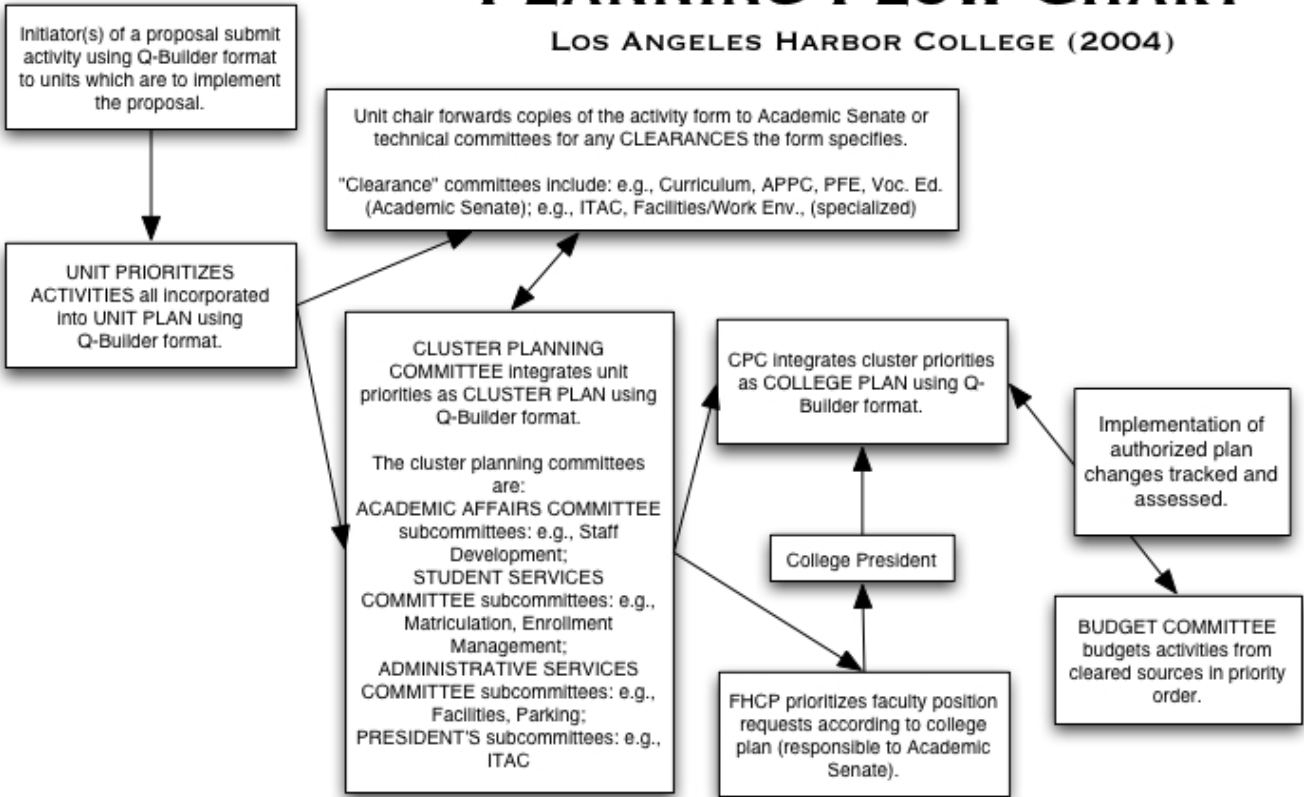 PLANNING FLOW CHART
LOS ANGELES HARBOR COLLEGE (2004)
Initiator(s) of a proposal submit
activity using Q-Builder format
to units which are to implement
the proposal.
Unit chair forwards copies of the activity form to Academic Senate or
technical committees for any CLEARANCES the form specifies.
"Clearance" committees include: e.g., Curriculum, APPC, PFE, Voc. Ed.
(Academic Senate); e.g., ITAC, Facilities/Work Env., (specialized)
UNIT PRIORITIZES
ACTIVITIES all incorporated
into UNIT PLAN using
Q-Builder format.
CLUSTER PLANNING
COMMITTEE integrates unit
priorities as CLUSTER PLAN using
Q-Builder format.
The cluster planning committees
are:
ACADEMIC AFFAIRS COMMITTEE
subcommittees: e.g., Staff
Development;
STUDENT SERVICES
COMMITTEE subcommittees: e.g.,
Matriculation, Enrollment
Management;
ADMINISTRATIVE SERVICES
COMMITTEE subcommittees: e.g.,
Facilities, Parking;
PRESIDENT'S subcommittees: e.g.,
ITAC
CPC integrates cluster priorities
as COLLEGE PLAN using Q-
Builder format.
College President
FHCP prioritizes faculty position
requests according to college
plan (responsible to Academic
Senate).
Implementation of
authorized plan
changes tracked and
assessed.
BUDGET COMMITTEE
budgets activities from
cleared sources in priority
order.